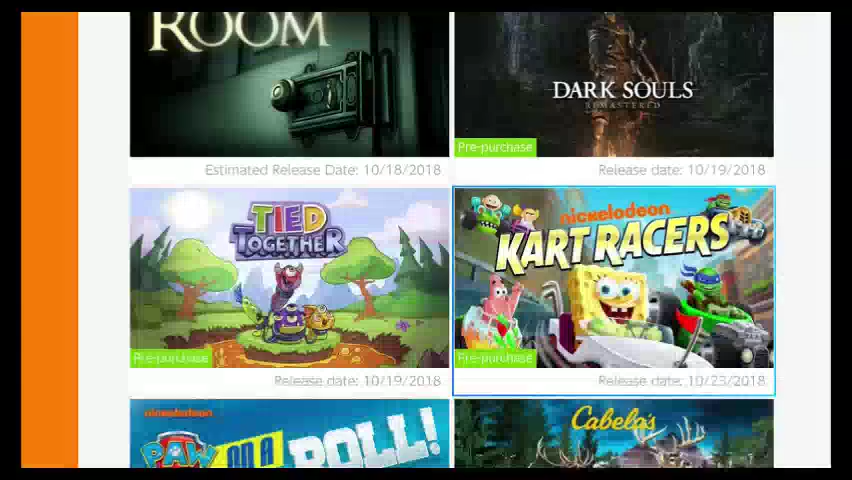 ROOM
DARK SOULS
REMASTERED
Pre-purchase
Estimated Release Date: 10/18/2018
Release date: 10/19/2018
TIED
TOGETHER
nickelodeon
KART RACERS
Pre-purchase
Pre-purchase
Release date: 10/19/2018
Release date: 10/23/2018
nickelodeon
PAW ON A ROLL!
Cabela's